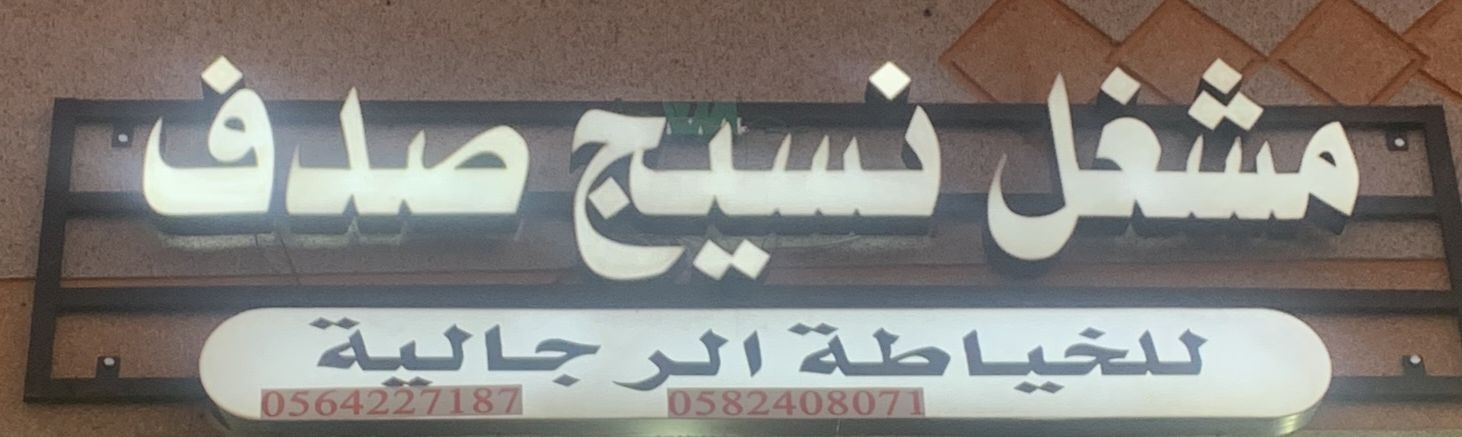 مشغل نسيج صدف
للخياطة الرجالية
0582408071 0564227187